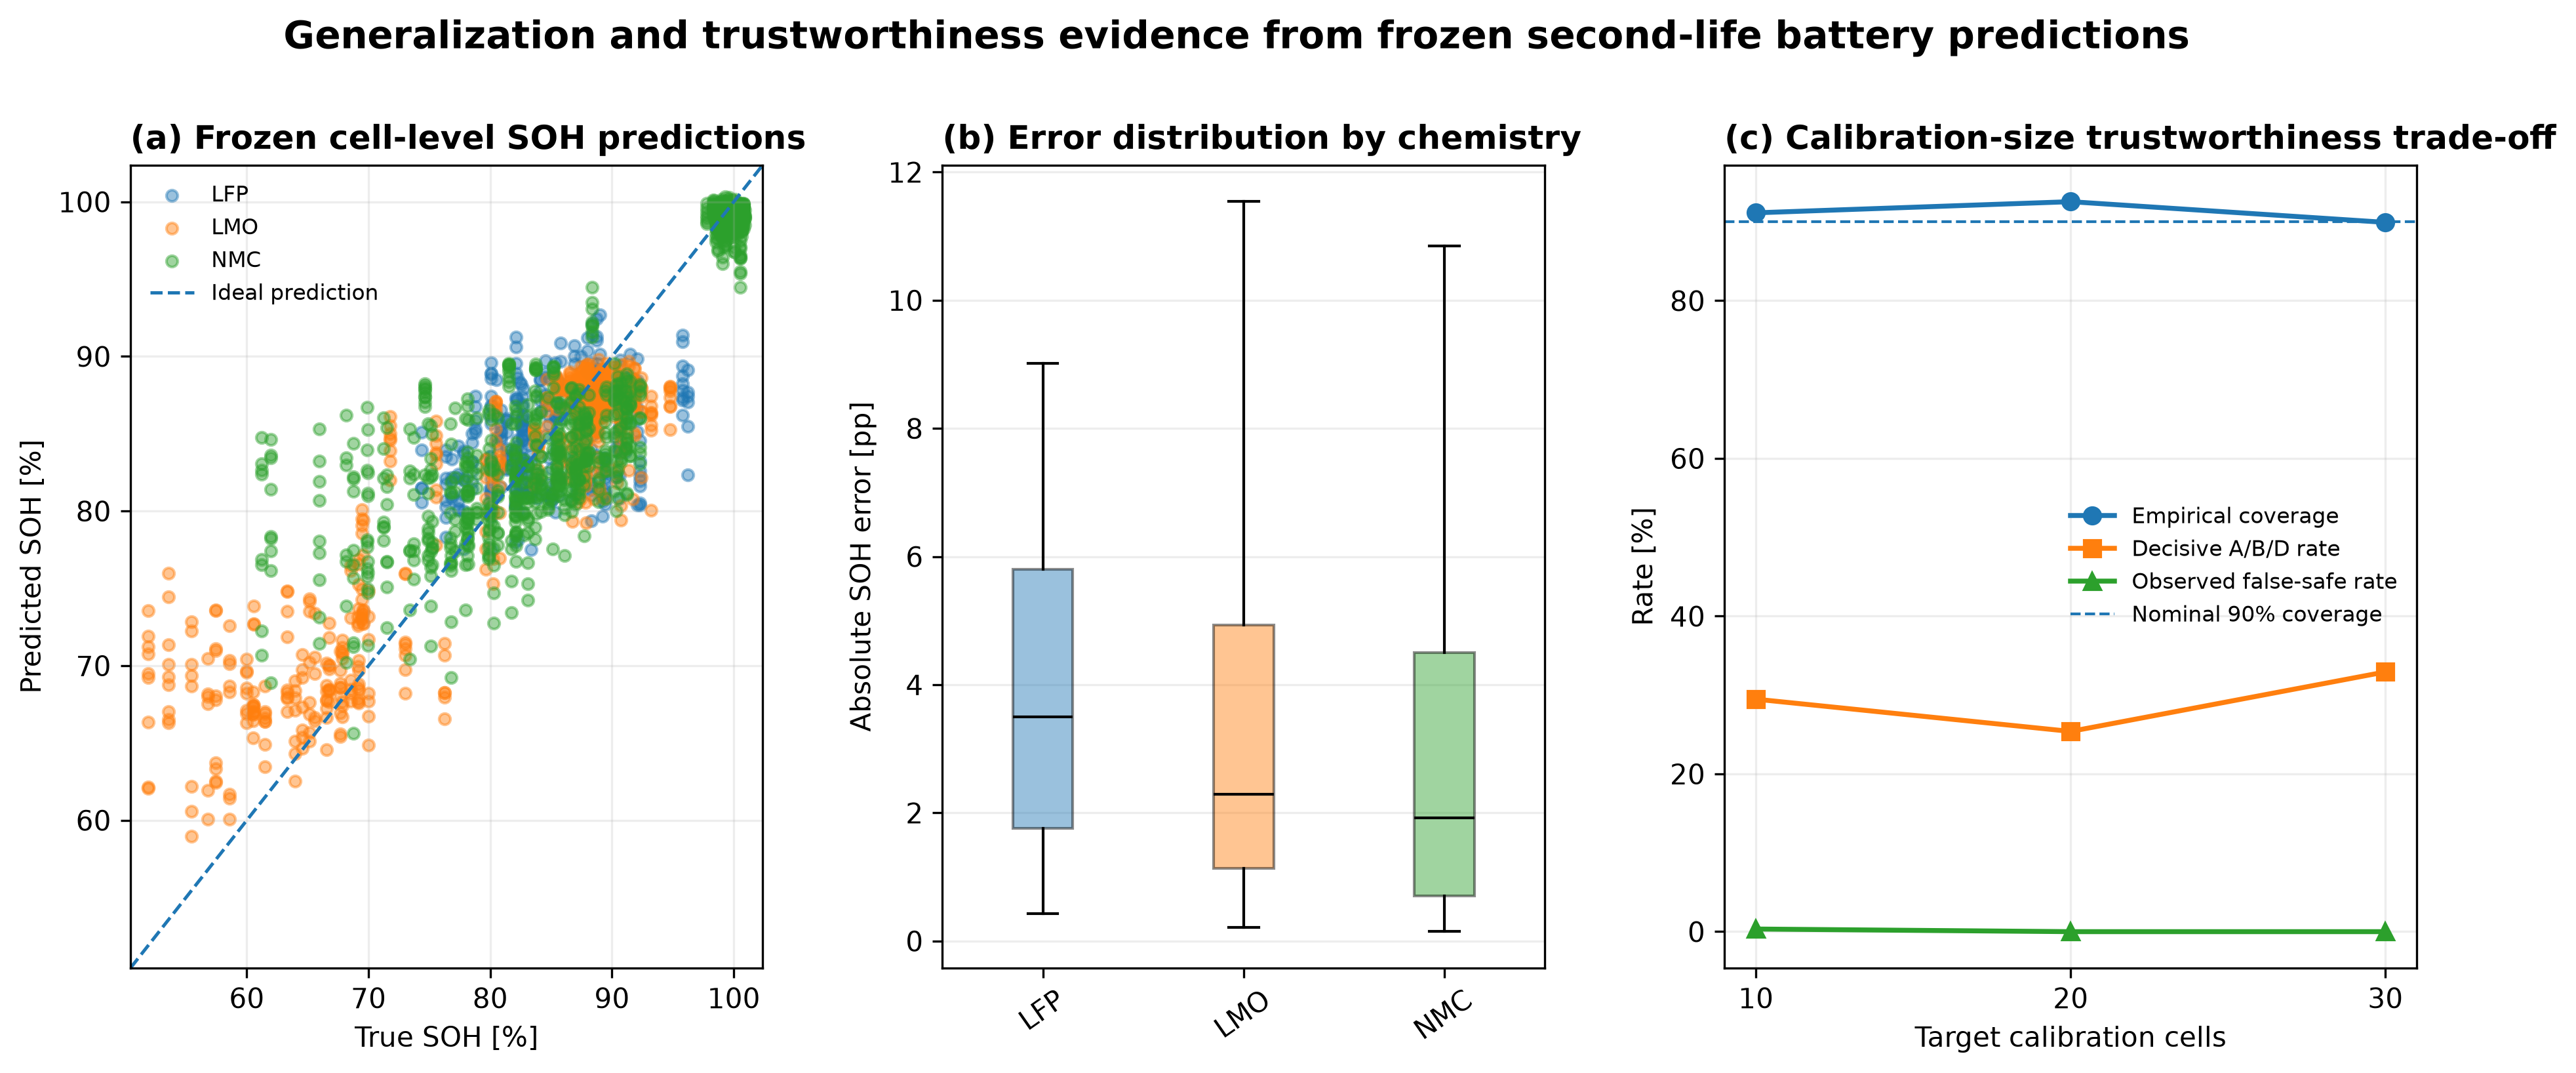 Generalization and trustworthiness evidence from frozen second-life battery predictions
(a) Frozen cell-level SOH predictions
100
90
80
70
60
Predicted SOH [%]
LFP
LMO
NMC
Ideal prediction
60 70 80 90 100
True SOH [%]
(b) Error distribution by chemistry
12
10
8
6
4
2
0
Absolute SOH error [pp]
LFP LMO NMC
(c) Calibration-size trustworthiness trade-off
80
60
40
20
0
Rate [%]
Empirical coverage
Decisive A/B/D rate
Observed false-safe rate
Nominal 90% coverage
10 20 30
Target calibration cells